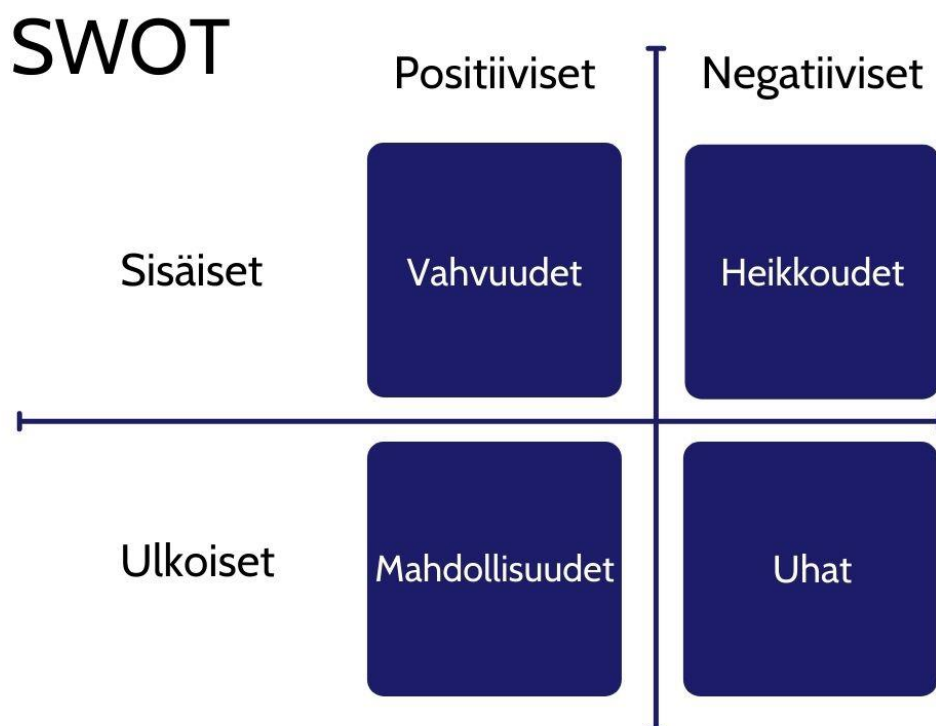 SWOT
Positiiviset
Negatiiviset
Sisäiset
Vahvuudet
Heikkoudet
Ulkoiset
Mahdollisuudet
Uhat